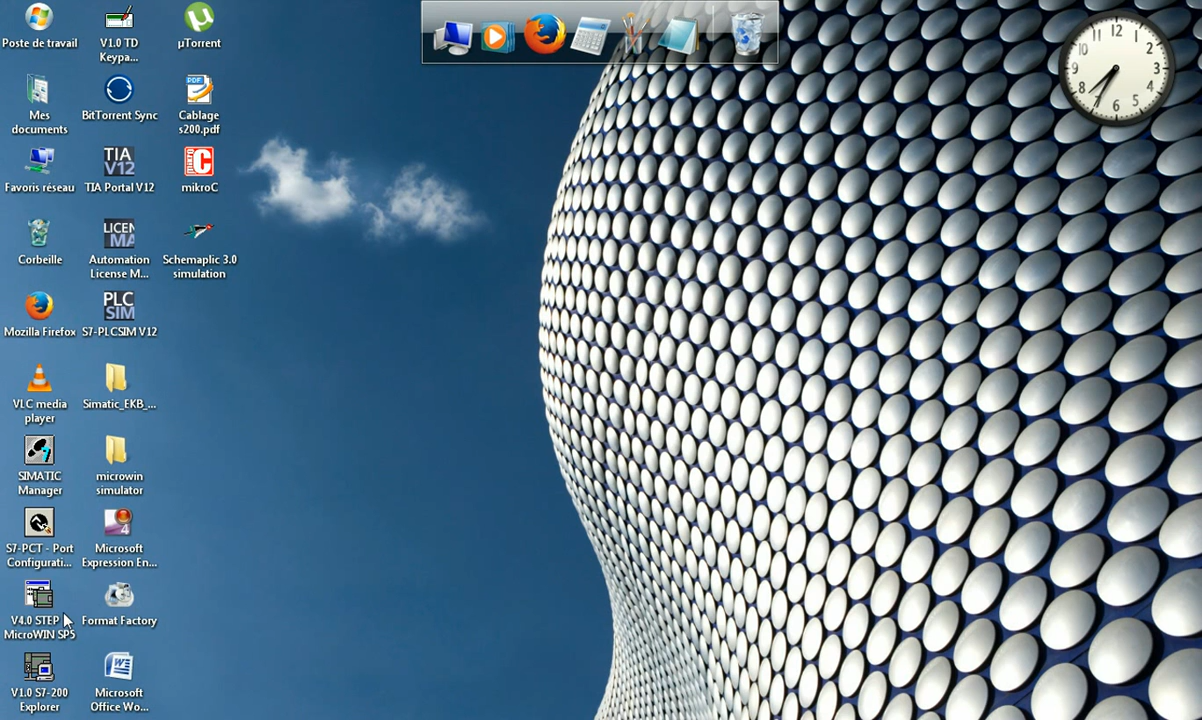 Poste de travail
Mes
documents
Favoris réseau
Corbeille
Mozilla Firefox
VLC media
player
SIMATIC
Manager
S7-PCT - Port
Configurati...
V4.0 STEP
MicroWIN SP5
V1.0 S7-200
Explorer
V1.0 TD
Keypa...
BitTorrent Sync
TIA
V12
TIA Portal V12
LICEN
MA
Automation
License M...
PLC
SIM
S7-PLCSIM V12
Simatic_EKB_...
microwin
simulator
4
Microsoft
Expression En...
Format Factory
W
Microsoft
Office Wo...
µTorrent
PDF
Cablage
s200.pdf
C
mikroC
Schemaplic 3.0
simulation
12
1
2
3
4
5
6
7
8
9
10
11